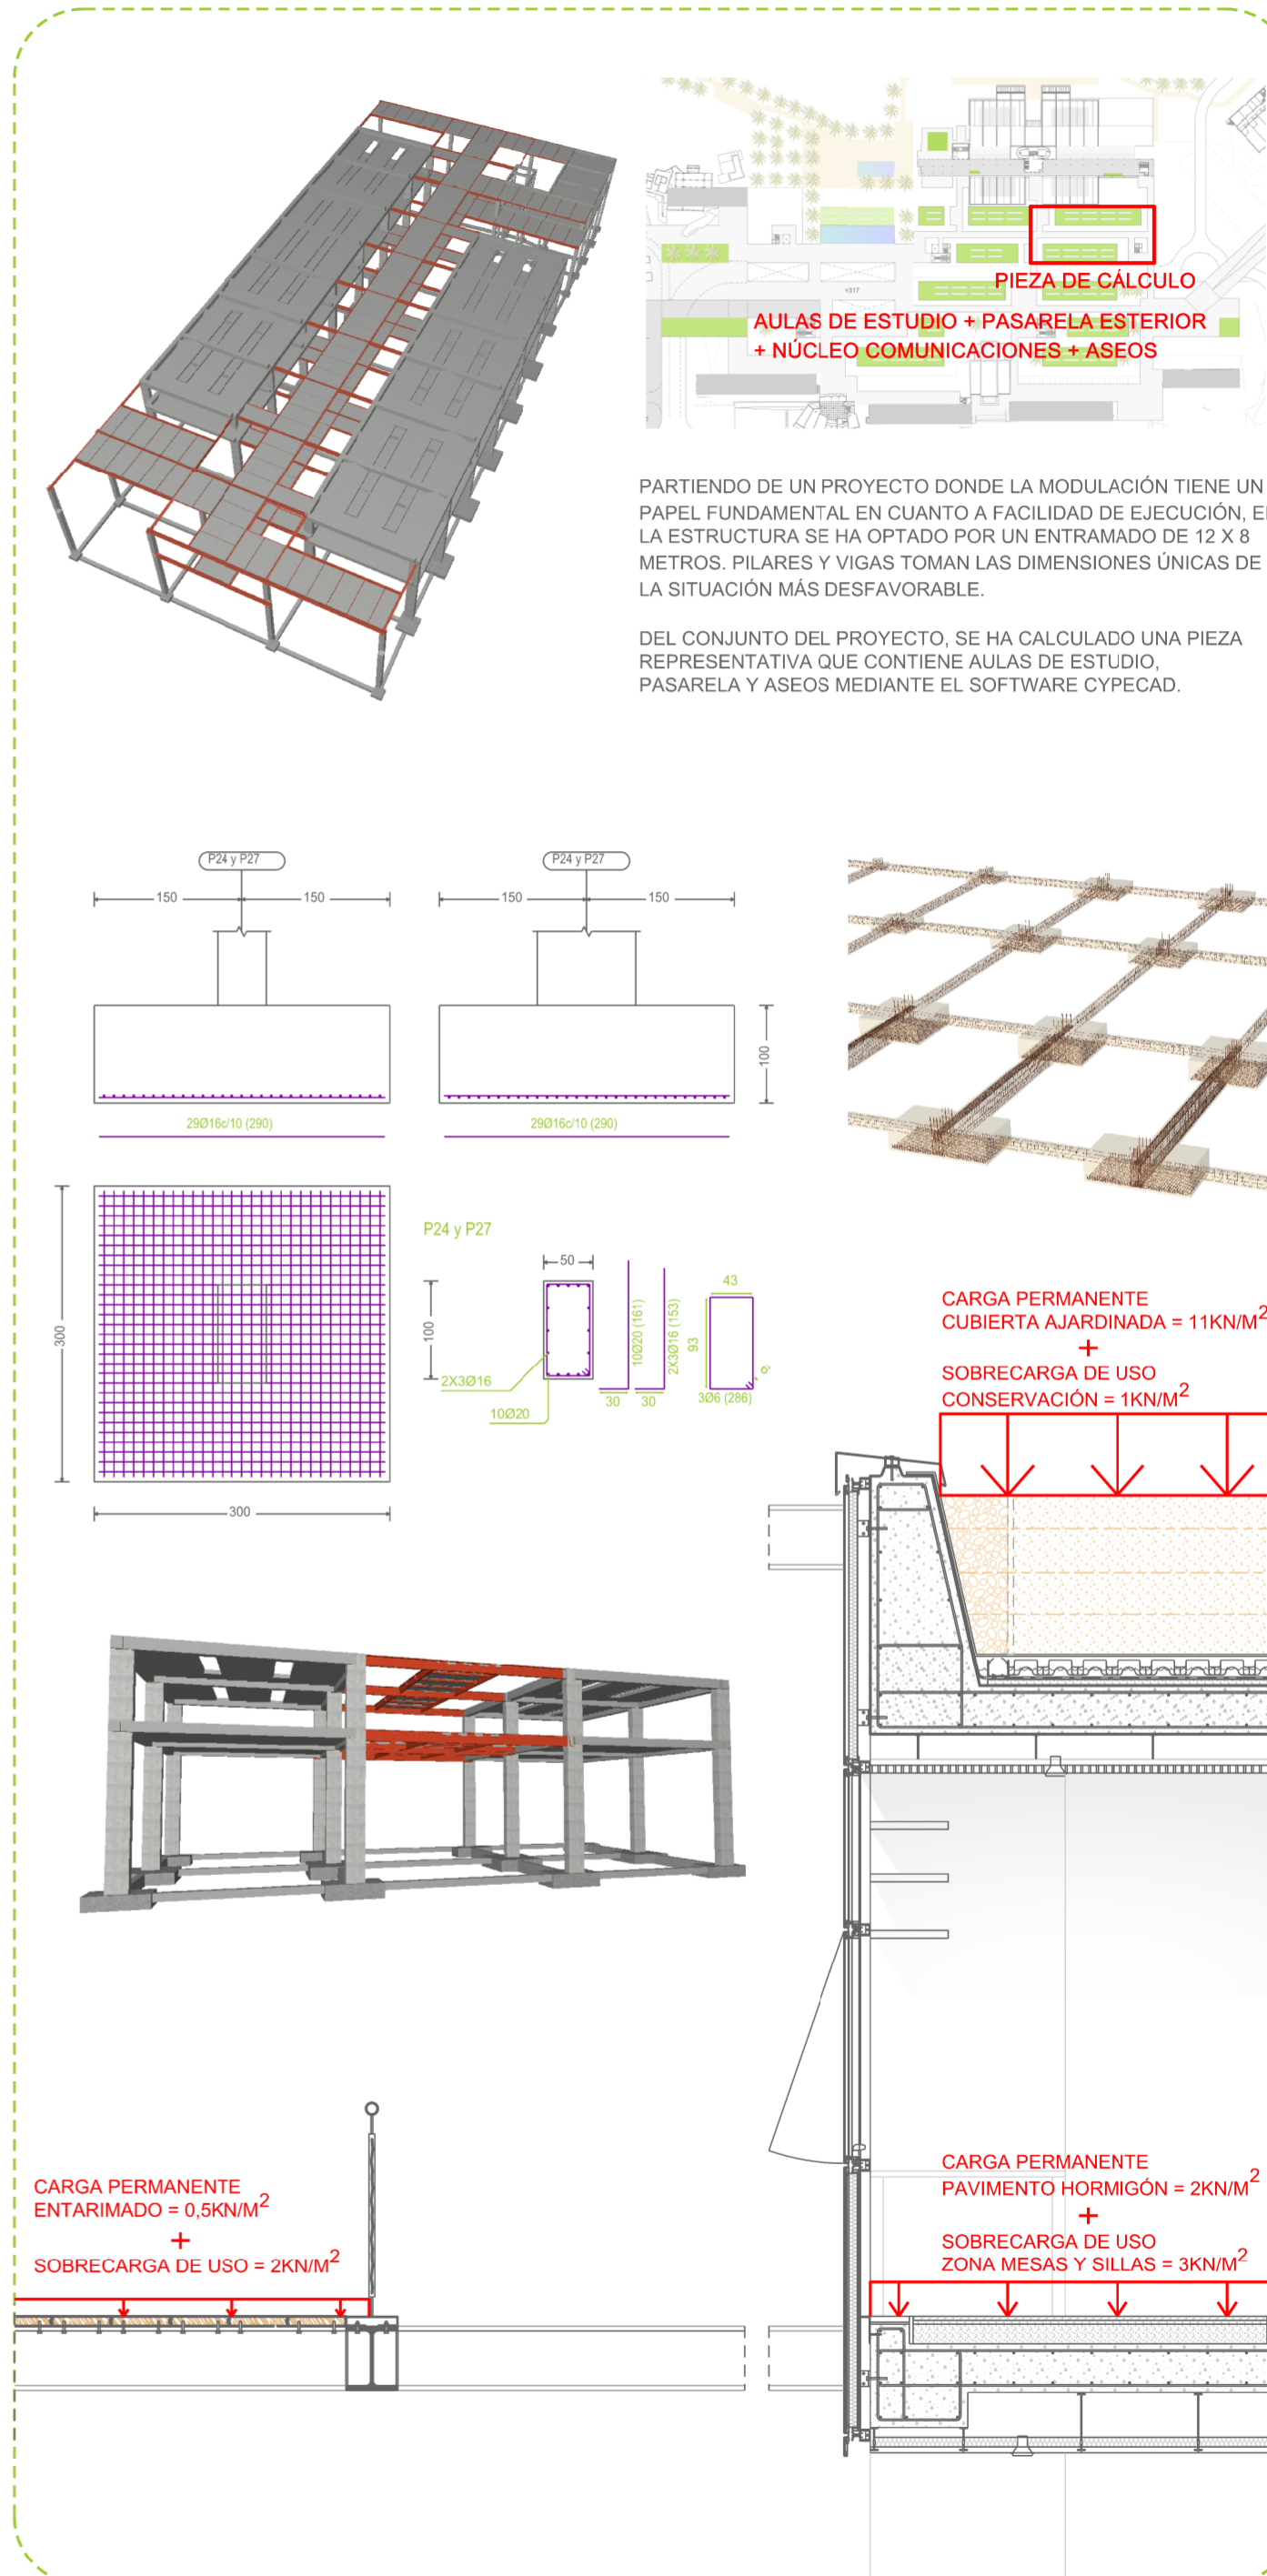 +317
PIEZA DE CÁLCULO
AULAS DE ESTUDIO + PASARELA ESTERIOR
+ NÚCLEO COMUNICACIONES + ASEOS
PARTIENDO DE UN PROYECTO DONDE LA MODULACIÓN TIENE UN
PAPEL FUNDAMENTAL EN CUANTO A FACILIDAD DE EJECUCIÓN,
LA ESTRUCTURA SE HA OPTADO POR UN ENTRAMADO DE 12 X 8
METROS. PILARES Y VIGAS TOMAN LAS DIMENSIONES ÚNICAS DE
LA SITUACIÓN MÁS DESFAVORABLE.
DEL CONJUNTO DEL PROYECTO, SE HA CALCULADO UNA PIEZA
REPRESENTATIVA QUE CONTIENE AULAS DE ESTUDIO,
PASARELA Y ASEOS MEDIANTE EL SOFTWARE CYPECAD.
P24 y P27
150
150
29Ø16c/10 (290)
P24 y P27
150
150
100
29Ø16c/10 (290)
300
300
P24 y P27
50
100
2X3Ø16
10Ø20
10Ø20 (161)
30
2X3Ø16 (153)
30
43
93
6
3Ø6 (286)
CARGA PERMANENTE
CUBIERTA AJARDINADA = 11KN/M²
+
SOBRECARGA DE USO
CONSERVACIÓN = 1KN/M²
CARGA PERMANENTE
ENTARIMADO = 0,5KN/M²
+
SOBRECARGA DE USO = 2KN/M²
CARGA PERMANENTE
PAVIMENTO HORMIGÓN = 2KN/M²
+
SOBRECARGA DE USO
ZONA MESAS Y SILLAS = 3KN/M²